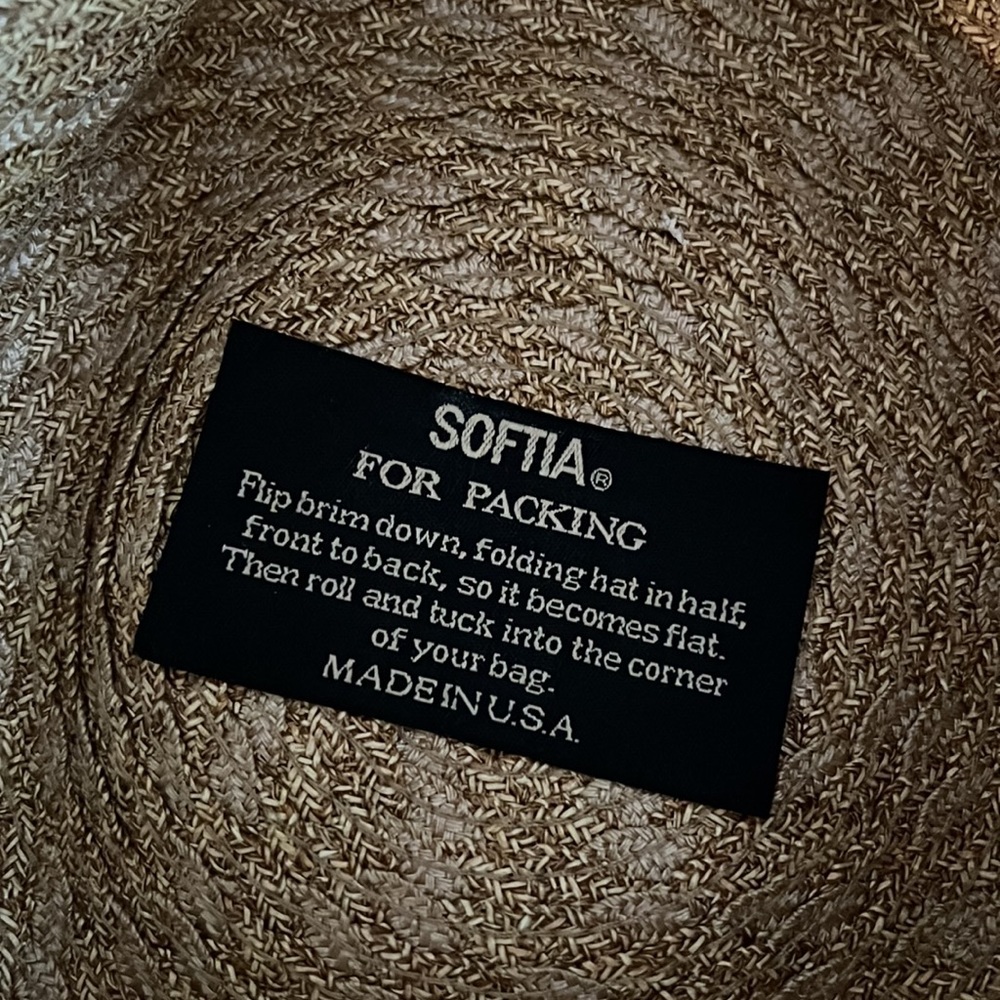 SOFTIA®
FOR PACKING
Flip brim down, folding hat in half,
front to back, so it becomes flat.
Then roll and tuck into the corner
of your bag.
MADE IN U.S.A.